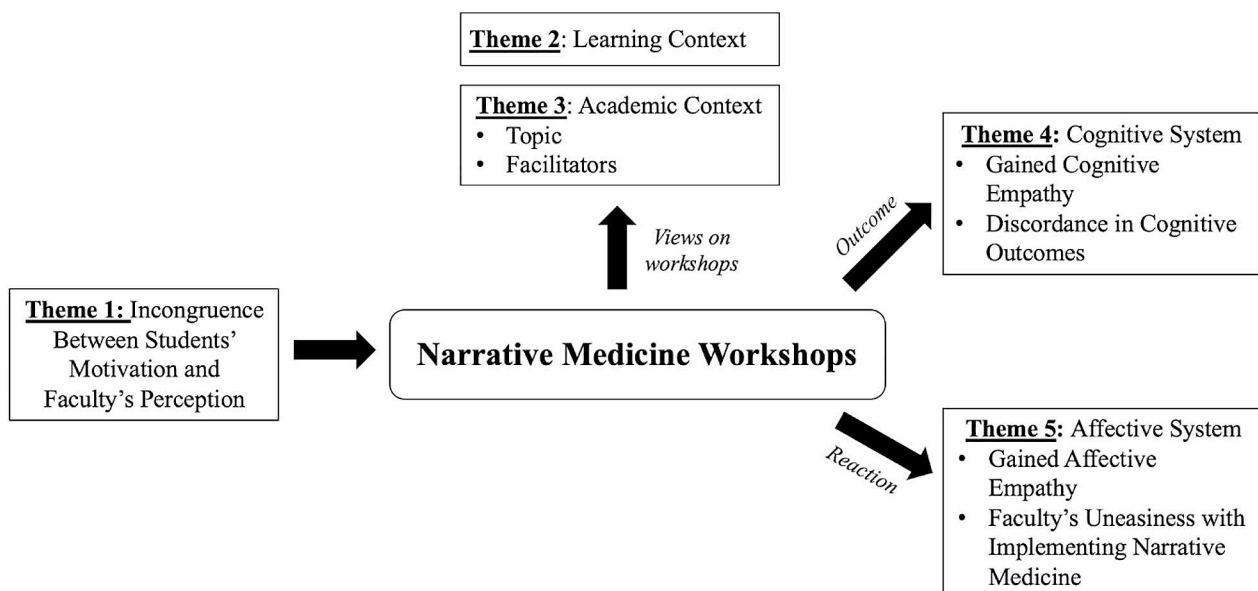 Theme 2: Learning Context
Theme 3: Academic Context
• Topic
• Facilitators
Theme 4: Cognitive System
• Gained Cognitive
Empathy
• Discordance in Cognitive
Outcomes
Outcome
Views on
workshops
Theme 1: Incongruence
Between Students’
Motivation and
Faculty’s Perception
Narrative Medicine Workshops
Reaction
Theme 5: Affective System
• Gained Affective
Empathy
• Faculty’s Uneasiness with
Implementing Narrative
Medicine